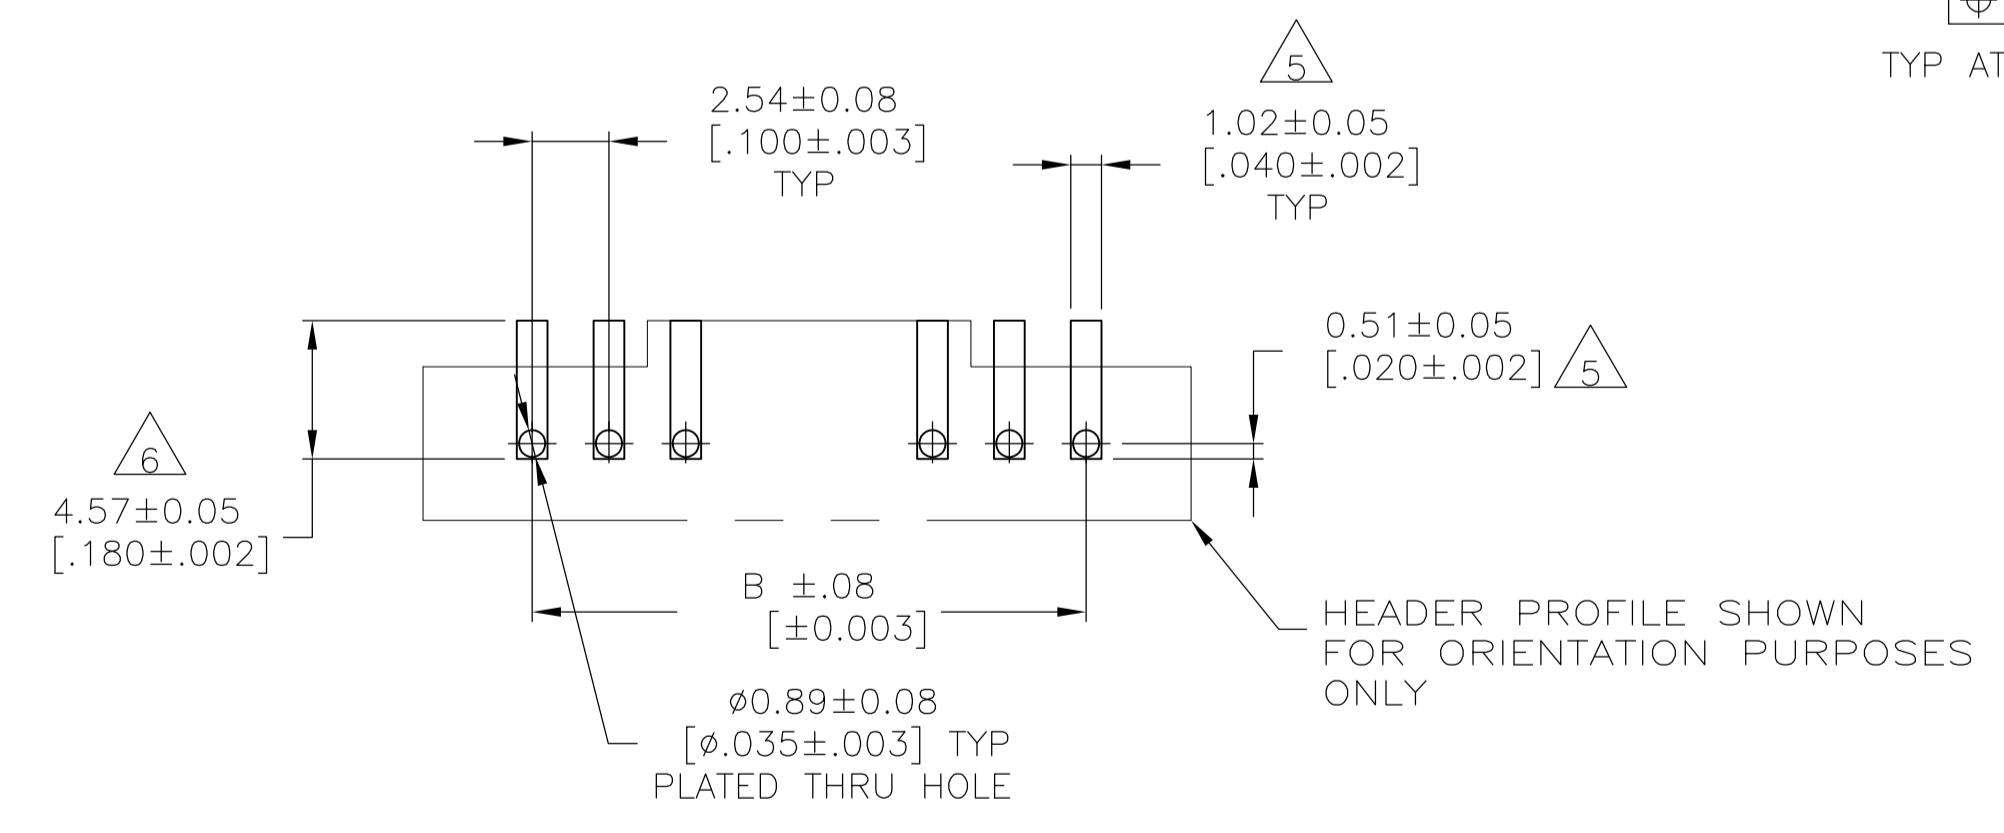 TYP AT
5
2.54±0.08
[.100±.003]
TYP
1.02±0.05
[.040±.002]
TYP
0.51±0.05
[.020±.002]
5
6
4.57±0.05
[.180±.002]
B ±.08
[±0.003]
HEADER PROFILE SHOWN
FOR ORIENTATION PURPOSES
ONLY
⌀0.89±0.08
[⌀.035±.003] TYP
PLATED THRU HOLE